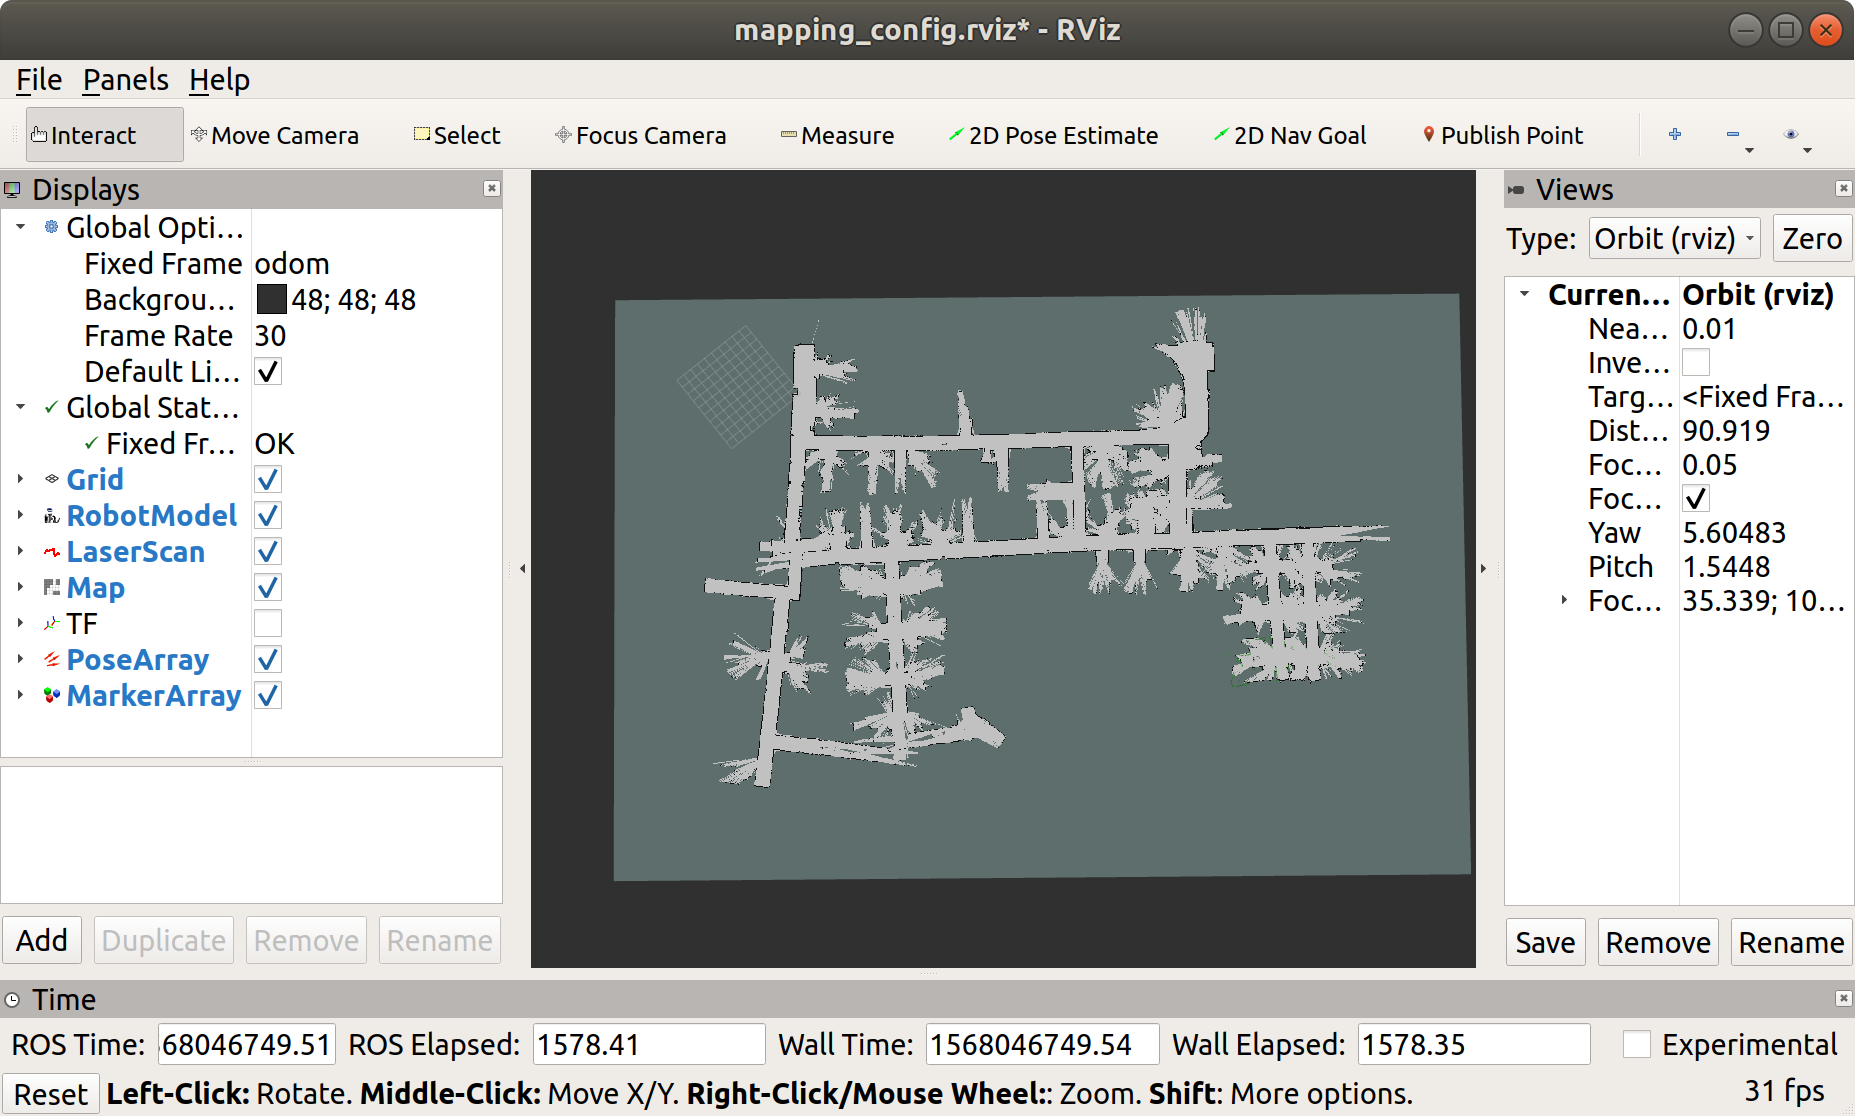 mapping_config.rviz* - RViz
File Panels Help
Interact Move Camera Select Focus Camera Measure 2D Pose Estimate 2D Nav Goal Publish Point
Displays
Global Opti...
Fixed Frame odom
Backgrou... 48; 48; 48
Frame Rate 30
Default Li...
Global Stat...
Fixed Fr... OK
Grid
RobotModel
LaserScan
Map
TF
PoseArray
MarkerArray
Add Duplicate Remove Rename
Views
Type: Orbit (rviz) Zero
Curren... Orbit (rviz)
Nea... 0.01
Inve...
Targ... <Fixed Fra...
Dist... 90.919
Foc... 0.05
Foc...
Yaw 5.60483
Pitch 1.5448
Foc... 35.339; 10...
Save Remove Rename
Time
ROS Time: 68046749.51 ROS Elapsed: 1578.41 Wall Time: 1568046749.54 Wall Elapsed: 1578.35 Experimental
Reset Left-Click: Rotate. Middle-Click: Move X/Y. Right-Click/Mouse Wheel:: Zoom. Shift: More options. 31 fps